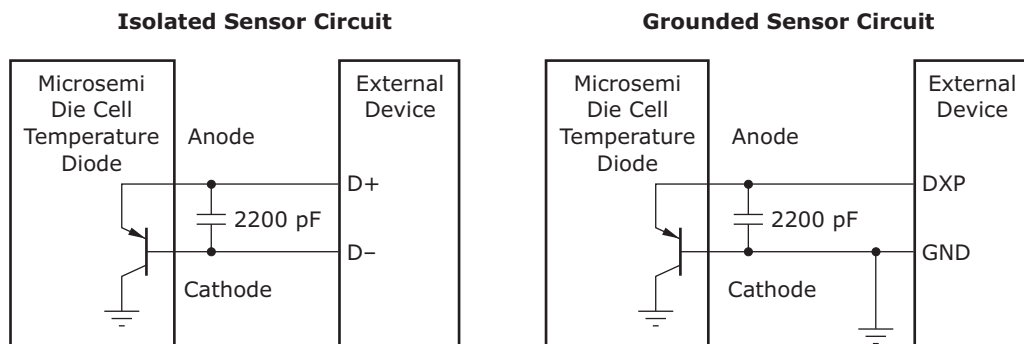 Isolated Sensor Circuit
Microsemi
Die Cell
Temperature
Diode
Anode
External
Device
D+
2200 pF
D–
Cathode
Grounded Sensor Circuit
Microsemi
Die Cell
Temperature
Diode
Anode
External
Device
DXP
2200 pF
GND
Cathode